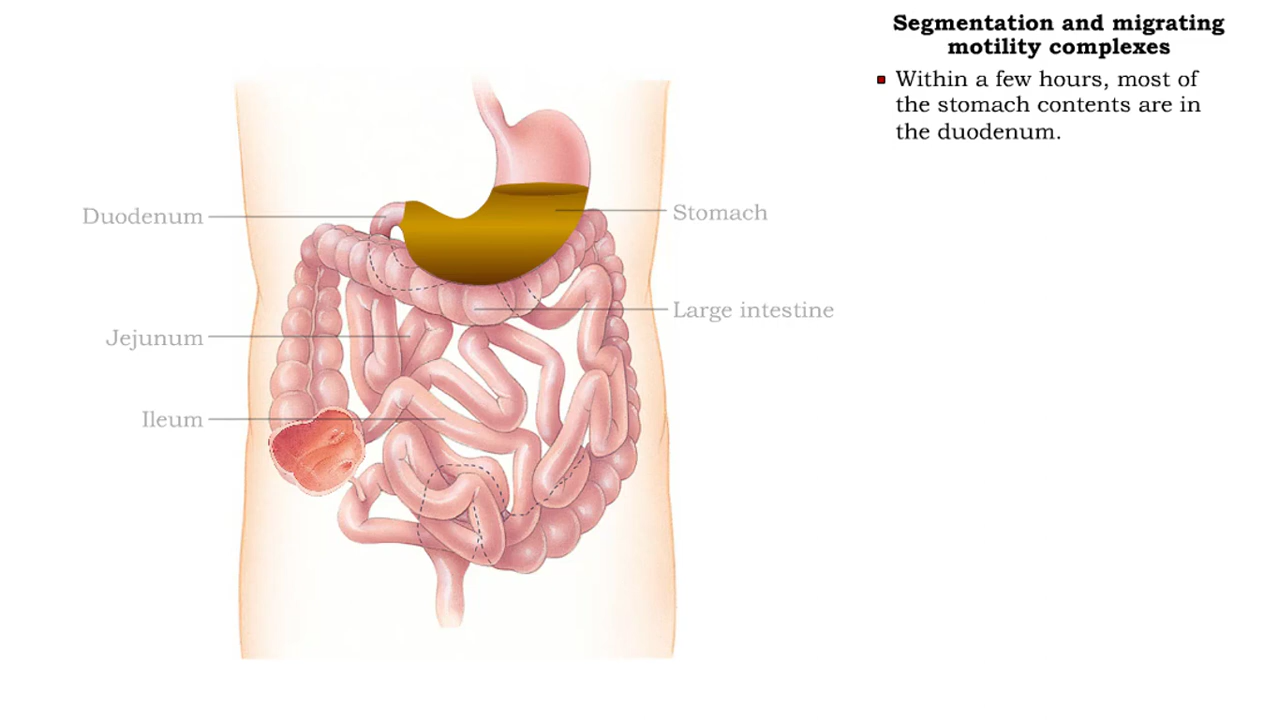 Segmentation and migrating
motility complexes
Within a few hours, most of
the stomach contents are in
the duodenum.
Duodenum
Stomach
Large intestine
Jejunum
Ileum